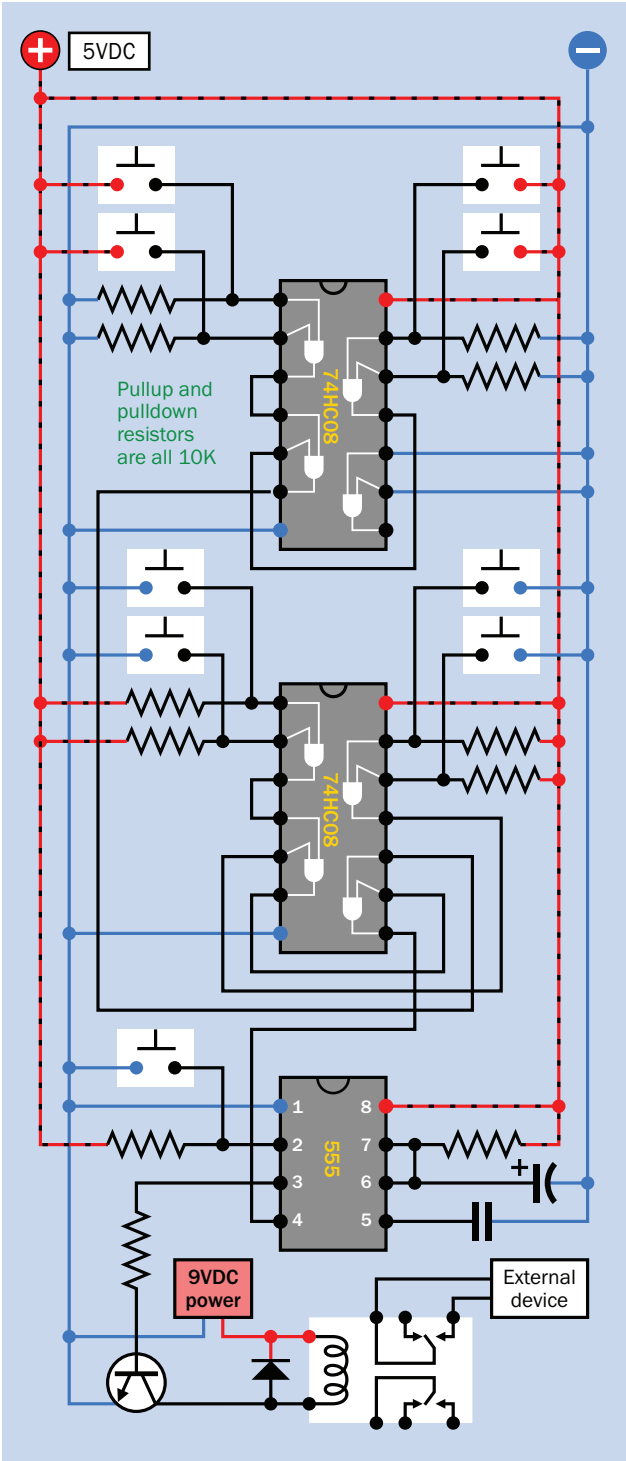 5VDC
Pullup and
pulldown
resistors
are all 10K
74HC08
74HC08
1
8
2
7
555
3
6
4
5
+
9VDC
power
External
device